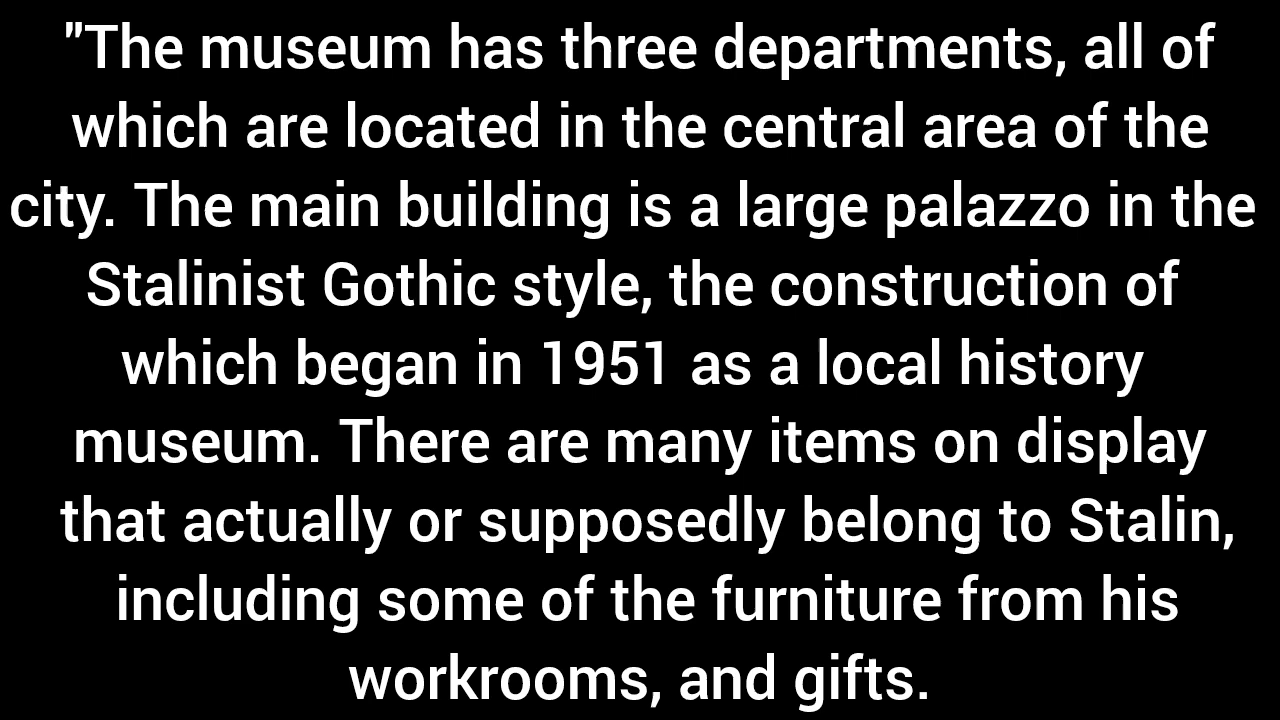 "The museum has three departments, all of
which are located in the central area of the
city. The main building is a large palazzo in the
Stalinist Gothic style, the construction of
which began in 1951 as a local history
museum. There are many items on display
that actually or supposedly belong to Stalin,
including some of the furniture from his
workrooms, and gifts.